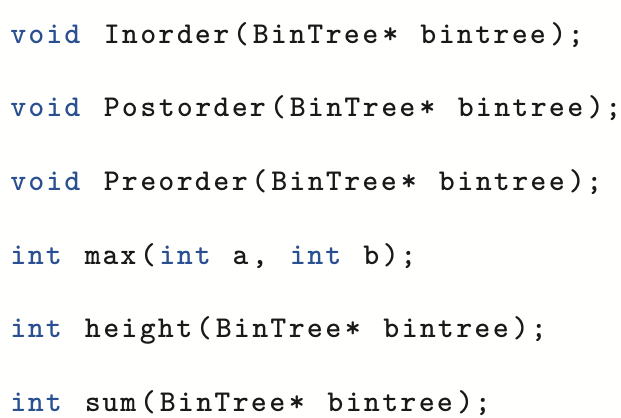 void Inorder(BinTree* bintree);
void Postorder(BinTree* bintree);
void Preorder(BinTree* bintree);
int max(int a, int b);
int height(BinTree* bintree);
int sum(BinTree* bintree);